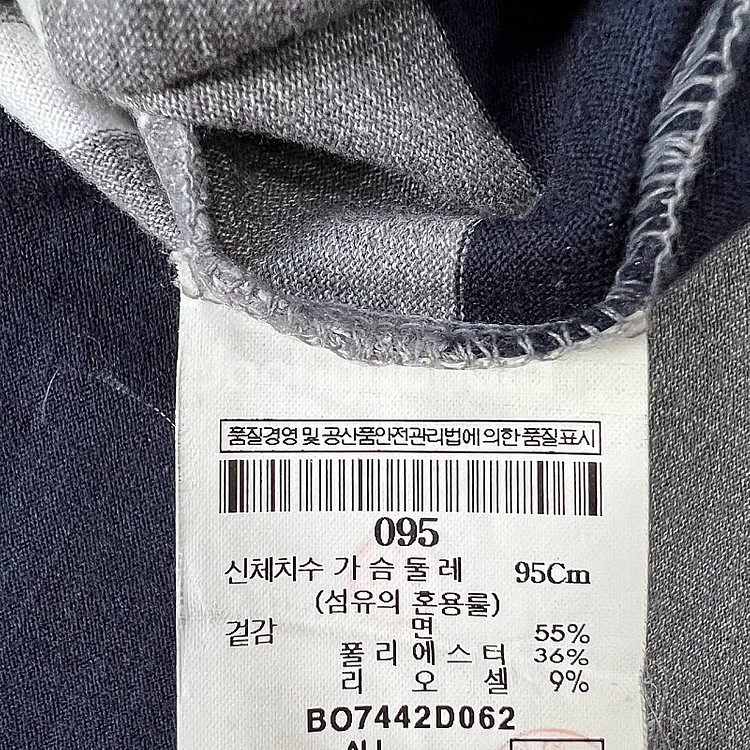 품질경영 및 공산품안전관리법에 의한 품질표시
095
신체치수 가슴둘레 95Cm
(섬유의 혼용률)
겉감 면 55%
폴리에스터 36%
리오셀 9%
BO7442D062